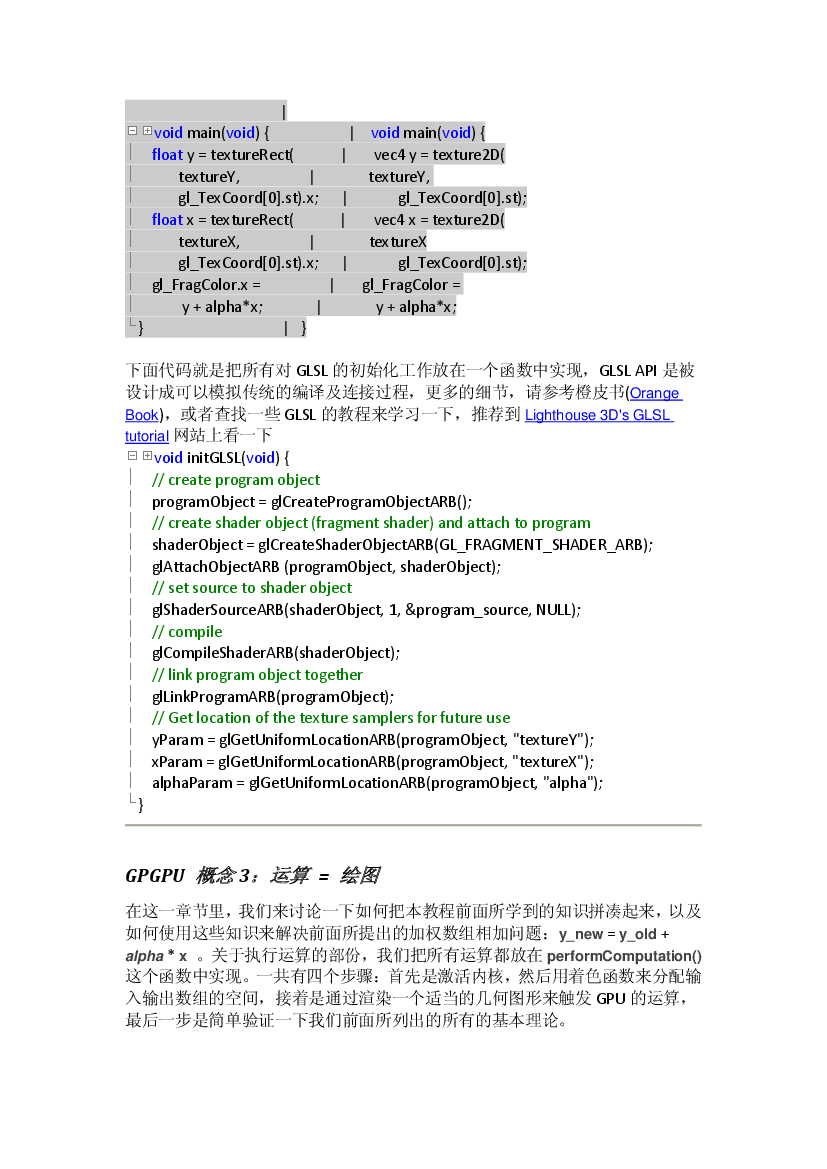 |
void main(void) { | void main(void) {
float y = textureRect( | vec4 y = texture2D(
textureY, | textureY,
gl_TexCoord[0].st).x; | gl_TexCoord[0].st);
float x = textureRect( | vec4 x = texture2D(
textureX, | textureX
gl_TexCoord[0].st).x; | gl_TexCoord[0].st);
gl_FragColor.x = | gl_FragColor =
y + alpha*x; | y + alpha*x;
} | }
下面代码就是把所有对 GLSL 的初始化工作放在一个函数中实现，GLSL API 是被
设计成可以模拟传统的编译及连接过程，更多的细节，请参考橙皮书(Orange
Book)，或者查找一些 GLSL 的教程来学习一下，推荐到 Lighthouse 3D's GLSL
tutorial 网站上看一下
void initGLSL(void) {
// create program object
programObject = glCreateProgramObjectARB();
// create shader object (fragment shader) and attach to program
shaderObject = glCreateShaderObjectARB(GL_FRAGMENT_SHADER_ARB);
glAttachObjectARB (programObject, shaderObject);
// set source to shader object
glShaderSourceARB(shaderObject, 1, &program_source, NULL);
// compile
glCompileShaderARB(shaderObject);
// link program object together
glLinkProgramARB(programObject);
// Get location of the texture samplers for future use
yParam = glGetUniformLocationARB(programObject, "textureY");
xParam = glGetUniformLocationARB(programObject, "textureX");
alphaParam = glGetUniformLocationARB(programObject, "alpha");
}
GPGPU 概念 3：运算 = 绘图
在这一章节里，我们来讨论一下如何把本教程前面所学到的知识拼凑起来，以及
如何使用这些知识来解决前面所提出的加权数组相加问题：y_new = y_old +
alpha * x 。关于执行运算的部份，我们把所有运算都放在 performComputation()
这个函数中实现。一共有四个步骤：首先是激活内核，然后用着色函数来分配输
入输出数组的空间，接着是通过渲染一个适当的几何图形来触发 GPU 的运算，
最后一步是简单验证一下我们前面所列出的所有的基本理论。